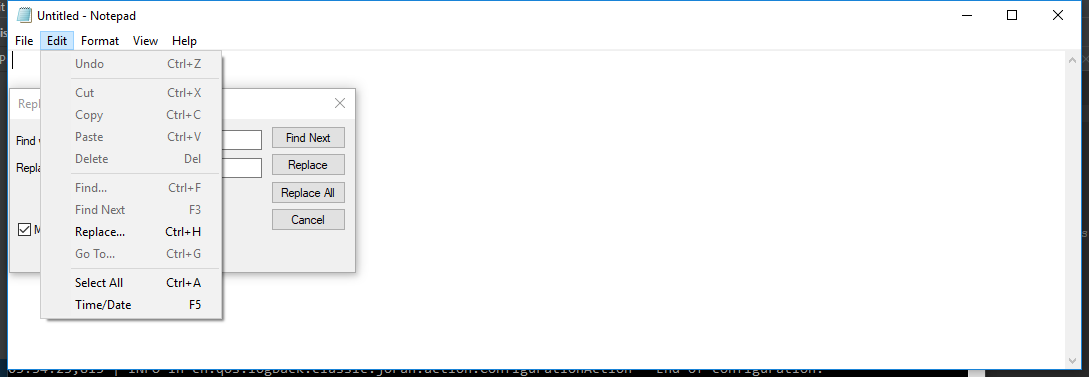 Untitled - Notepad
File Edit Format View Help
Undo Ctrl+Z
Cut Ctrl+X
Copy Ctrl+C
Paste Ctrl+V
Delete Del
Find... Ctrl+F
Find Next F3
Replace... Ctrl+H
Go To... Ctrl+G
Select All Ctrl+A
Time/Date F5
Repl
Find
Repla
M
Find Next
Replace
Replace All
Cancel
INFO in ch.qos.logback.classic.joran.action.ConfigurationAction - End of configuration.